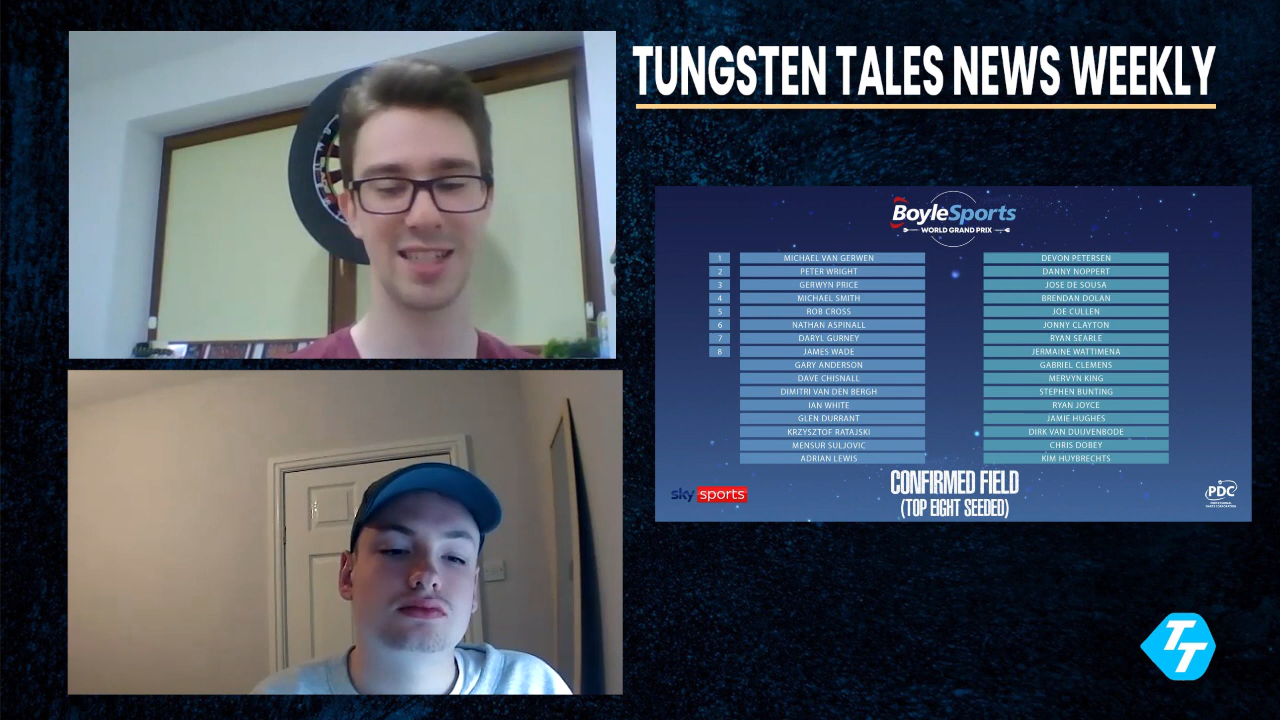 TUNGSTEN TALES NEWS WEEKLY
BoyleSports
WORLD GRAND PRIX
1 MICHAEL VAN GERWEN DEVON PETERSEN
2 PETER WRIGHT DANNY NOPPERT
3 GERWYN PRICE JOSE DE SOUSA
4 MICHAEL SMITH BRENDAN DOLAN
5 ROB CROSS JOE CULLEN
6 NATHAN ASPINALL JONNY CLAYTON
7 DARYL GURNEY RYAN SEARLE
8 JAMES WADE JERMAINE WATTIMENA
GARY ANDERSON GABRIEL CLEMENS
DAVE CHISNALL MERVYN KING
DIMITRI VAN DEN BERGH STEPHEN BUNTING
IAN WHITE RYAN JOYCE
GLEN DURRANT JAMIE HUGHES
KRZYSZTOF RATAJSKI DIRK VAN DUIJVENBODE
MENSUR SULJOVIC CHRIS DOBEY
ADRIAN LEWIS KIM HUYBRECHTS
CONFIRMED FIELD
(TOP EIGHT SEEDED)
sky sports
PDC
TT